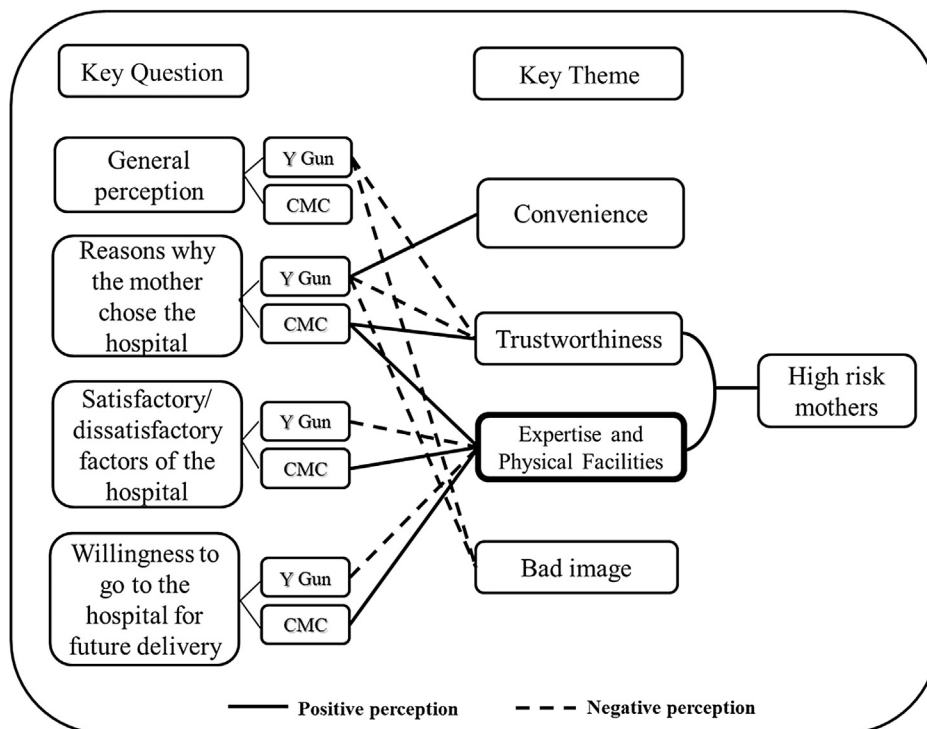 Key Question
Key Theme
General
perception
Y Gun
CMC
Convenience
Reasons why
the mother
chose the
hospital
Y Gun
CMC
Trustworthiness
High risk
mothers
Satisfactory/
dissatisfactory
factors of the
hospital
Y Gun
CMC
Expertise and
Physical Facilities
Willingness to
go to the
hospital for
future delivery
Y Gun
CMC
Bad image
Positive perception
Negative perception